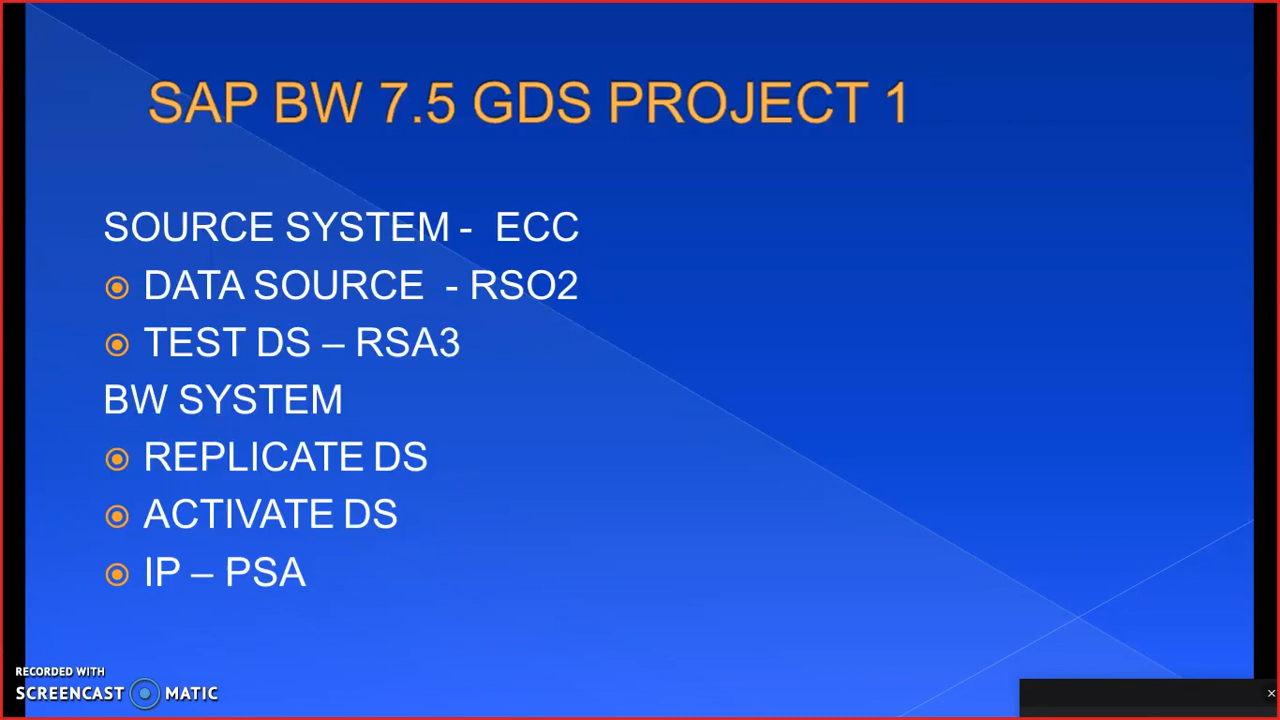 SAP BW 7.5 GDS PROJECT 1
SOURCE SYSTEM - ECC
DATA SOURCE - RSO2
TEST DS – RSA3
BW SYSTEM
REPLICATE DS
ACTIVATE DS
IP – PSA
RECORDED WITH
SCREENCAST MATIC